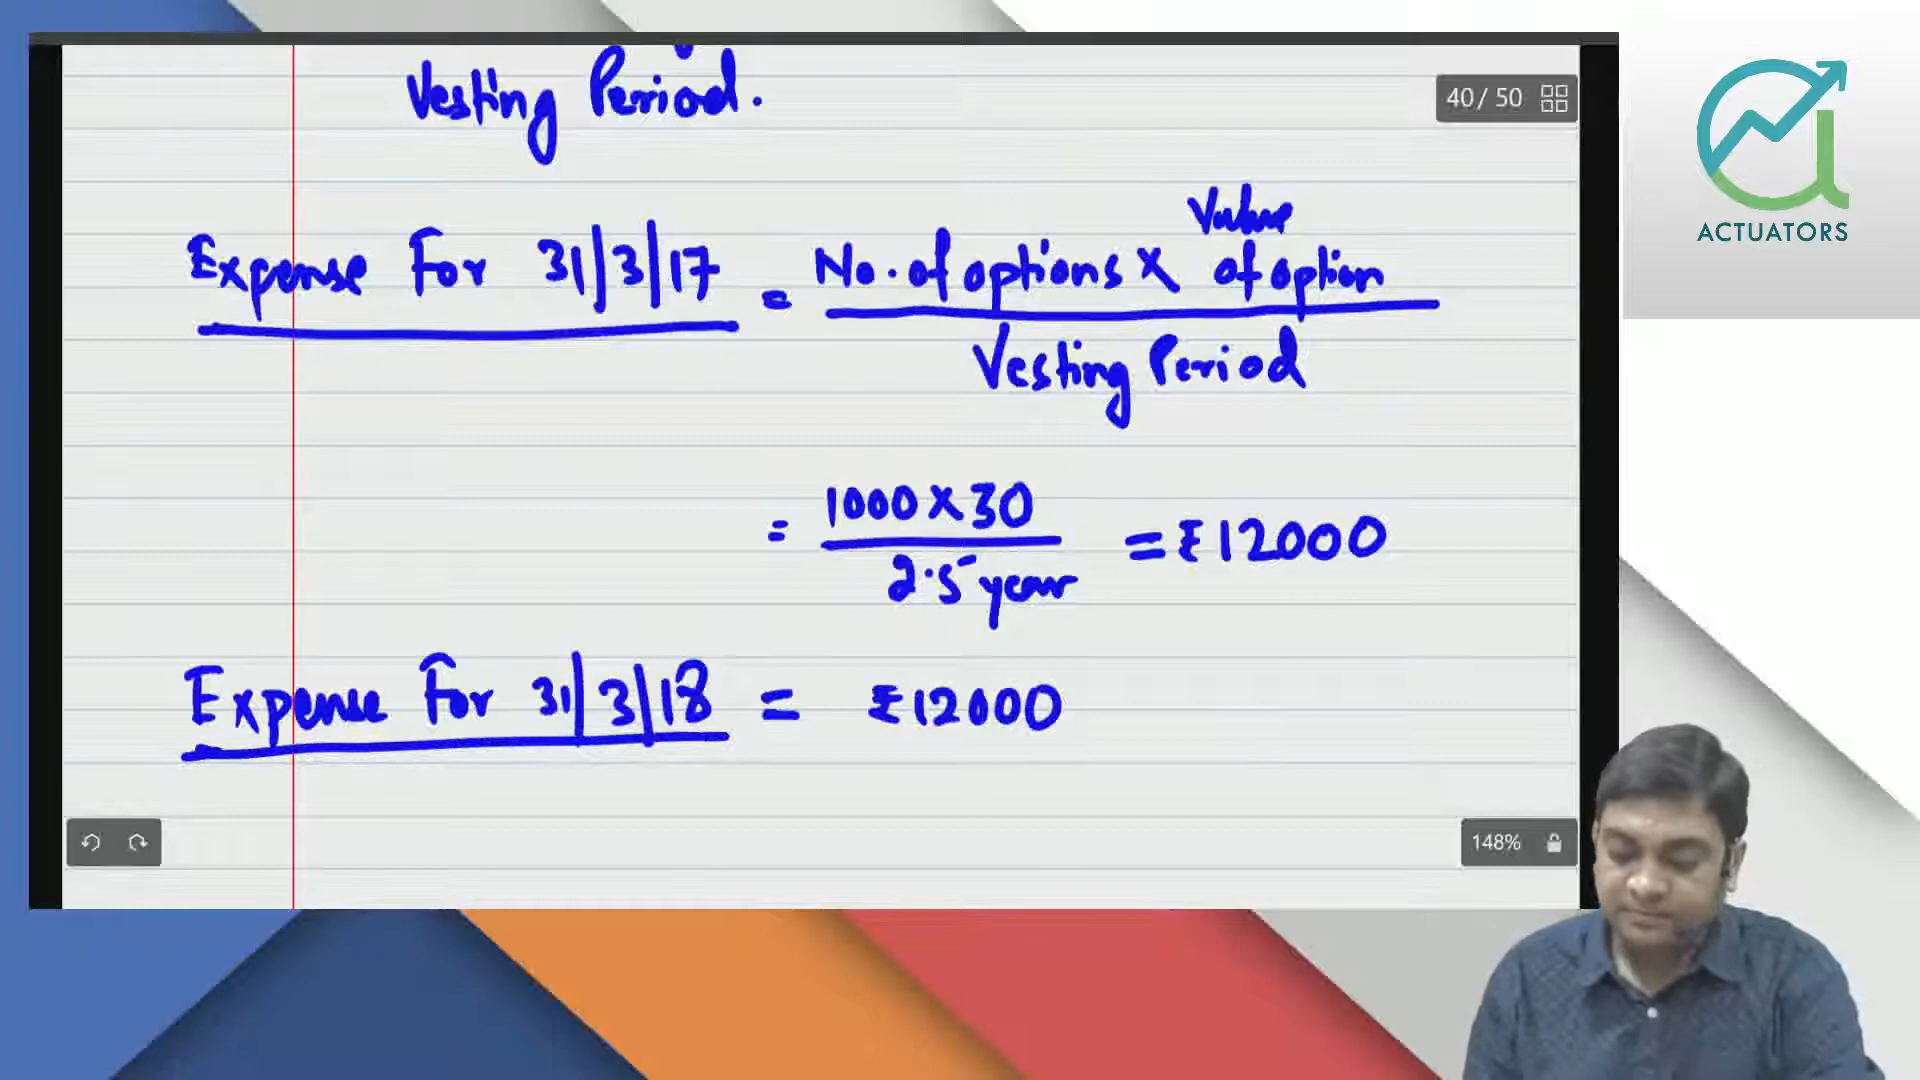 Vesting Period.
40 / 50
ACTUATORS
Expense For 31/3/17 = No. of options X Value of option
Vesting Period
= 1000 X 30
2.5 year
= ₹12000
Expense For 31/3/18 = ₹12000
148%